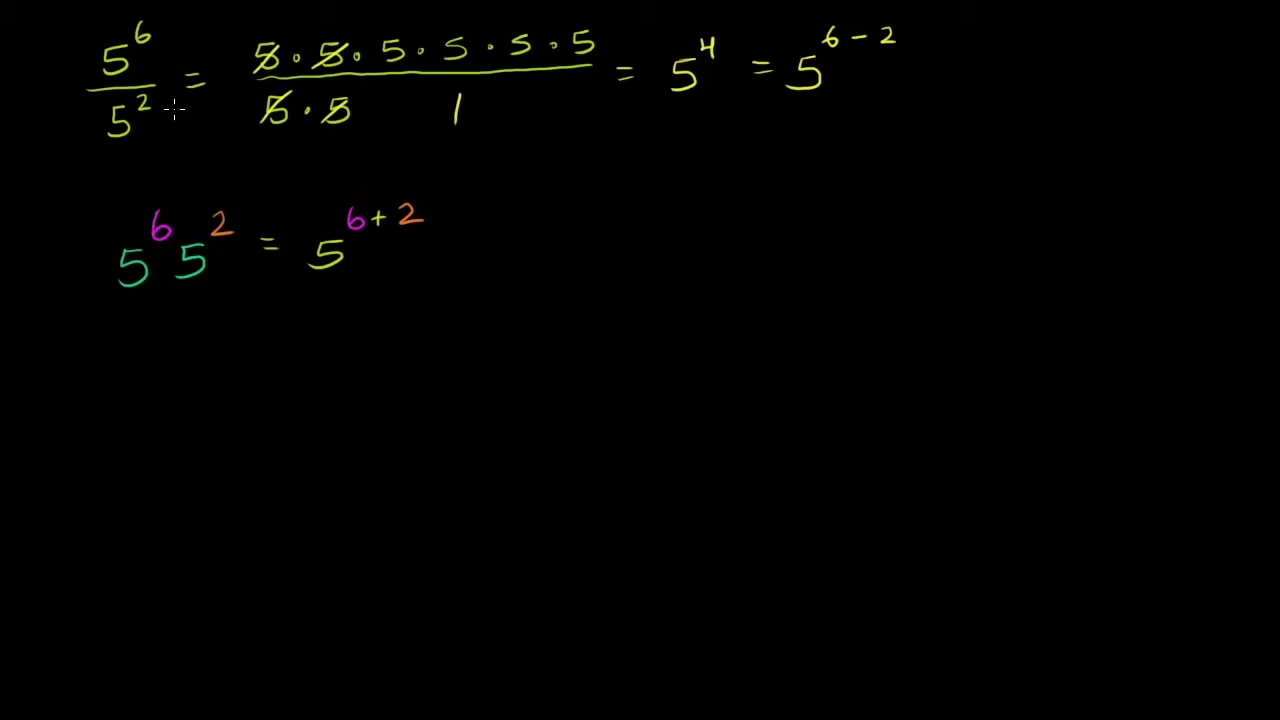 5^6/5^2 = 5 · 5 · 5 · 5 · 5 · 5 / 5 · 5 1 = 5^4 = 5^(6 - 2)
5^6 5^2 = 5^(6 + 2)